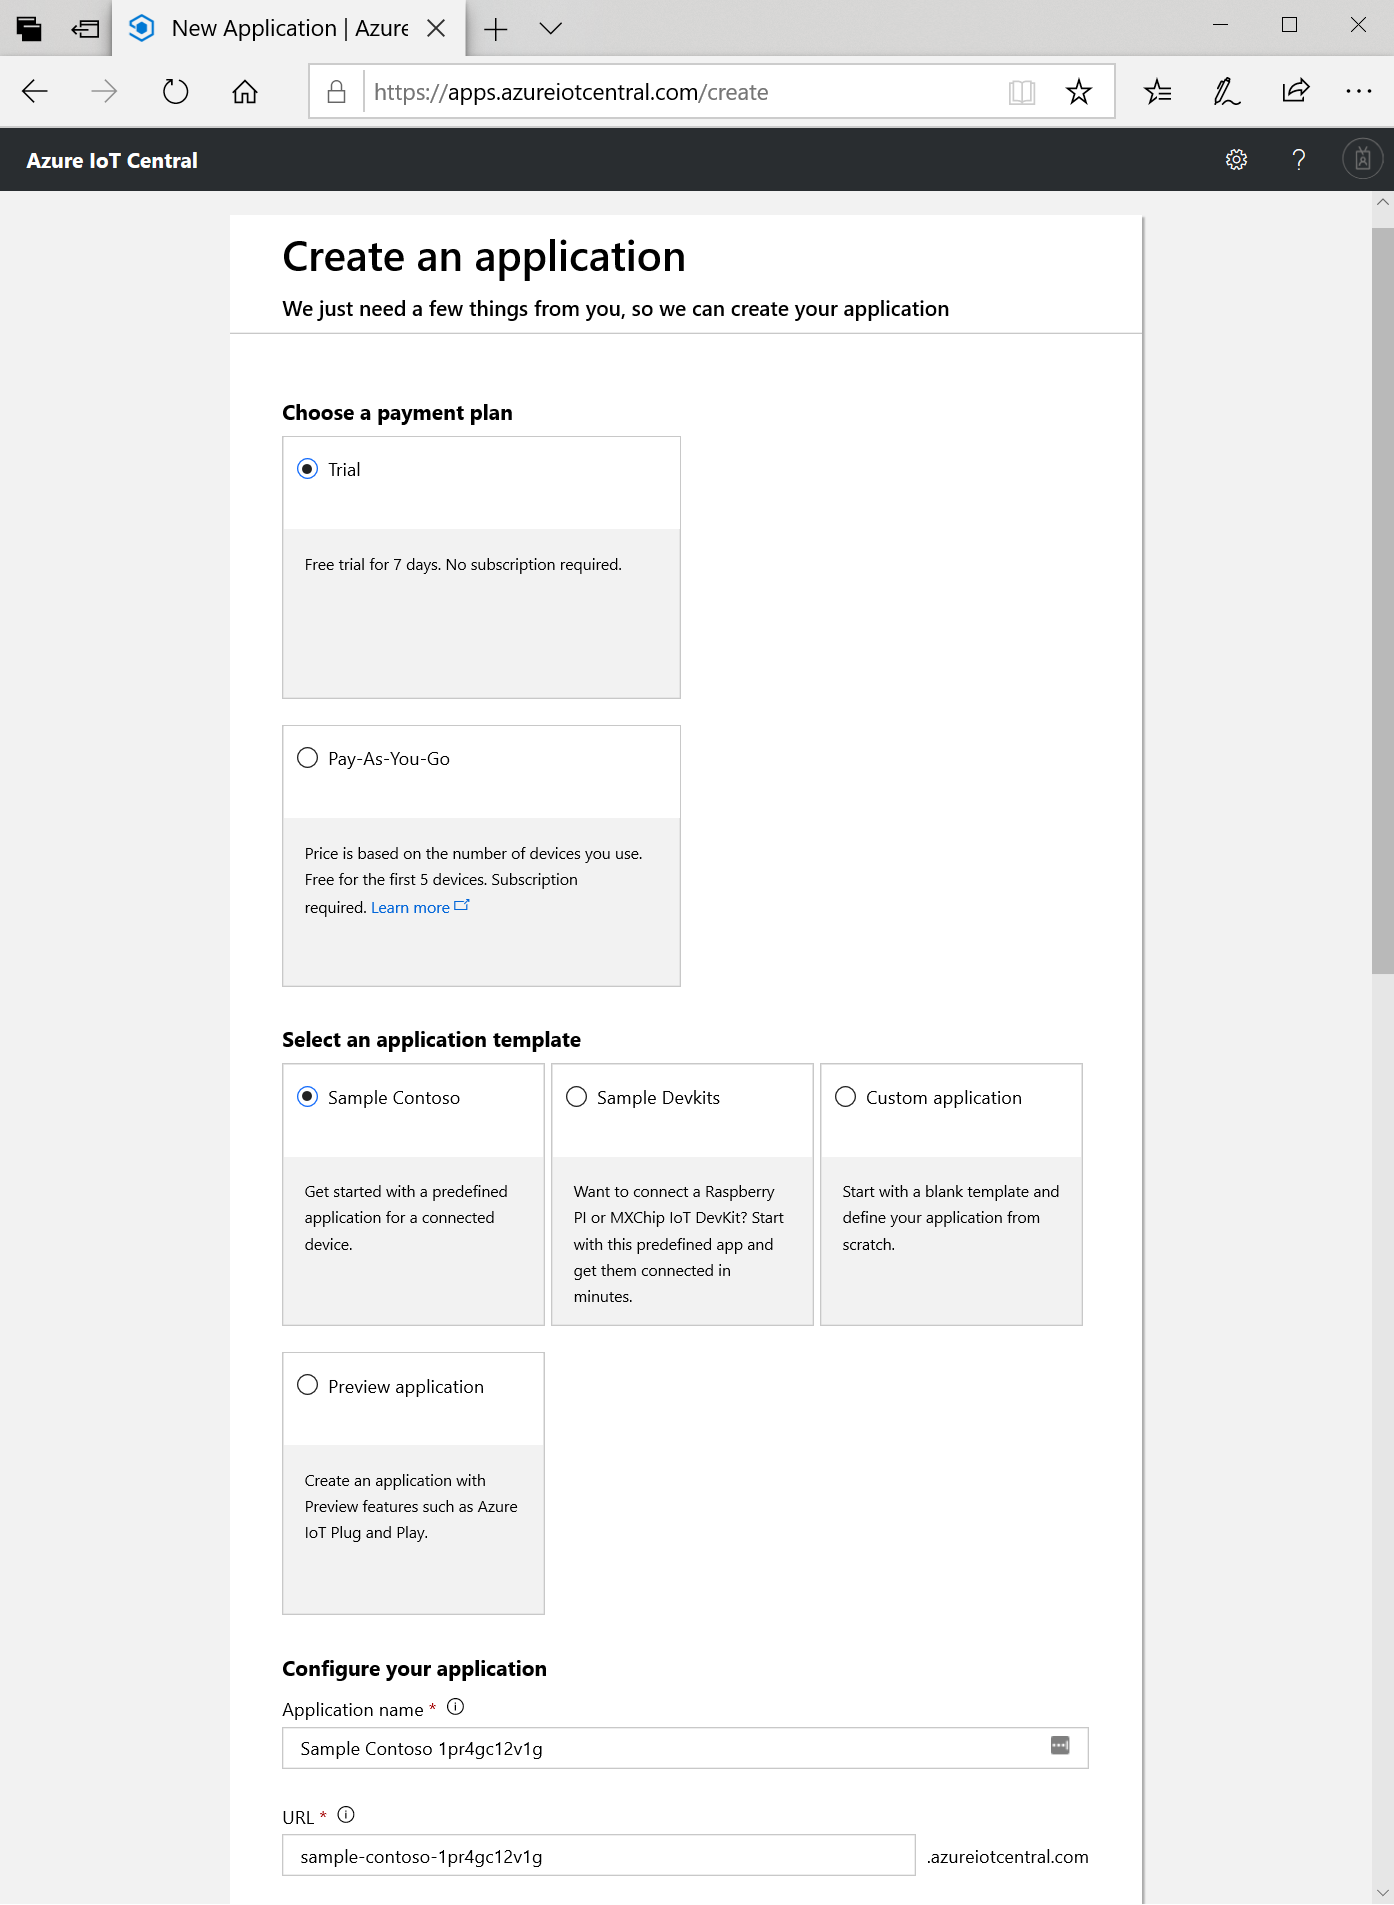 New Application | Azure
https://apps.azureiotcentral.com/create
Azure IoT Central
?
Create an application
We just need a few things from you, so we can create your application
Choose a payment plan
Trial
Free trial for 7 days. No subscription required.
Pay-As-You-Go
Price is based on the number of devices you use.
Free for the first 5 devices. Subscription
required. Learn more
Select an application template
Sample Contoso
Get started with a predefined
application for a connected
device.
Sample Devkits
Want to connect a Raspberry
PI or MXChip IoT DevKit? Start
with this predefined app and
get them connected in
minutes.
Custom application
Start with a blank template and
define your application from
scratch.
Preview application
Create an application with
Preview features such as Azure
IoT Plug and Play.
Configure your application
Application name *
Sample Contoso 1pr4gc12v1g
URL *
sample-contoso-1pr4gc12v1g .azureiotcentral.com